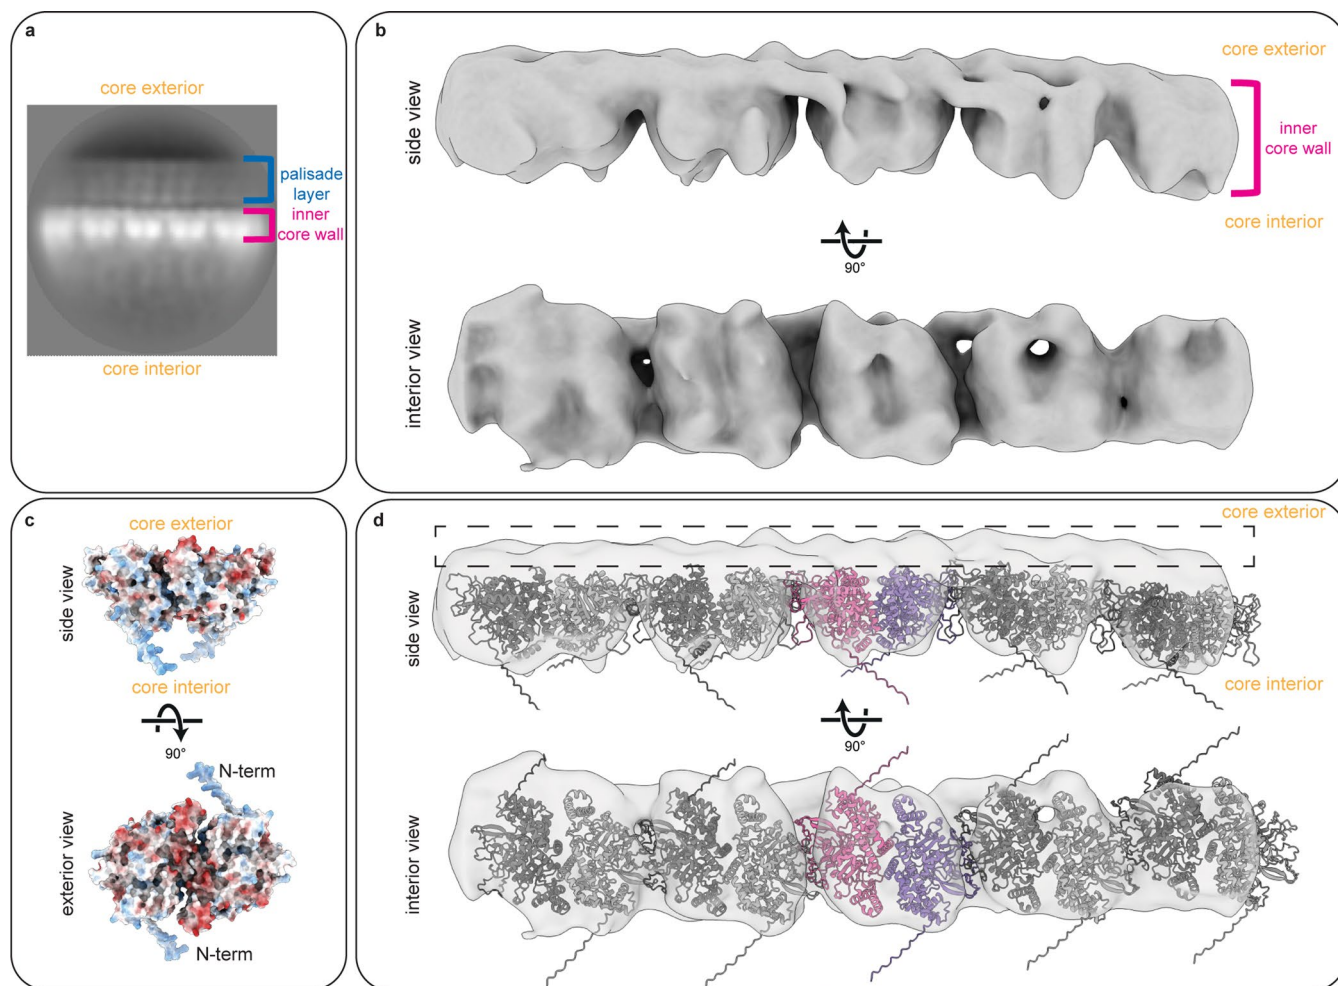 a
core exterior
palisade
layer
inner
core wall
core interior
b
side view
core exterior
inner
core wall
core interior
90°
interior view
c
core exterior
side view
core interior
90°
N-term
exterior view
N-term
d
core exterior
side view
core interior
90°
interior view